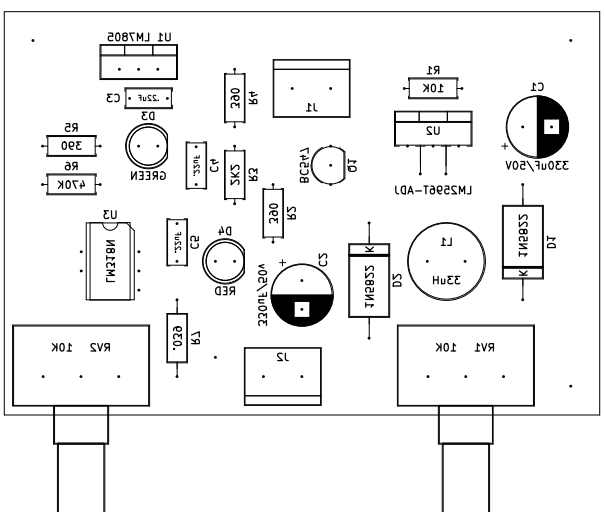 U1 LM7805
C3 .22uF
D3
GREEN
R5
390
R6
470K
R4
390
J1
R1
10K
C1
+
330uF/50V
U2
LM2596T-ADJ
C4
.22uF
R3
2K2
BC547
Q1
R2
390
U3
LM318N
C5
.22uF
D4
RED
+
C2
330uF/50v
K
1N5822
D2
L1
33uH
1N5822
K
D1
RV2 10K
.039
R7
J2
RV1 10K